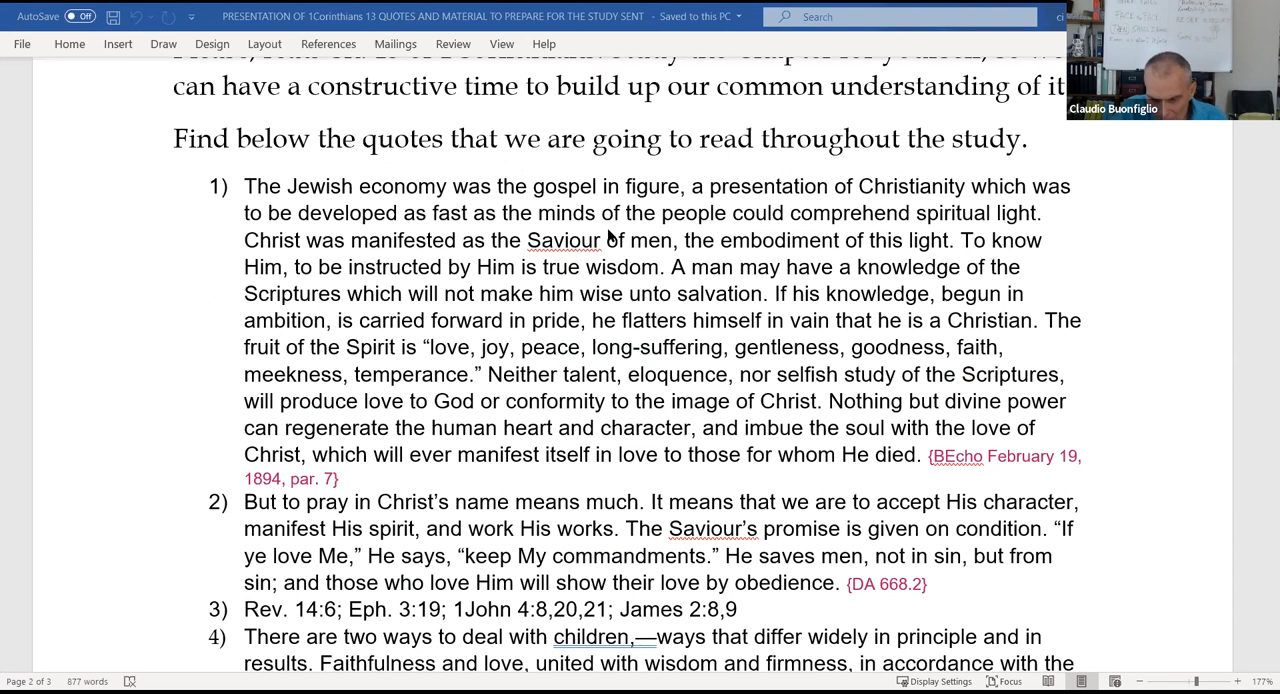 AutoSave Off PRESENTATION OF 1Corinthians 13 QUOTES AND MATERIAL TO PREPARE FOR THE STUDY SENT - Saved to this PC Search ci
File Home Insert Draw Design Layout References Mailings Review View Help
Claudio Buonfiglio
can have a constructive time to build up our common understanding of it
Find below the quotes that we are going to read throughout the study.
1) The Jewish economy was the gospel in figure, a presentation of Christianity which was
to be developed as fast as the minds of the people could comprehend spiritual light.
Christ was manifested as the Saviour of men, the embodiment of this light. To know
Him, to be instructed by Him is true wisdom. A man may have a knowledge of the
Scriptures which will not make him wise unto salvation. If his knowledge, begun in
ambition, is carried forward in pride, he flatters himself in vain that he is a Christian. The
fruit of the Spirit is “love, joy, peace, long-suffering, gentleness, goodness, faith,
meekness, temperance.” Neither talent, eloquence, nor selfish study of the Scriptures,
will produce love to God or conformity to the image of Christ. Nothing but divine power
can regenerate the human heart and character, and imbue the soul with the love of
Christ, which will ever manifest itself in love to those for whom He died. {BEcho February 19,
1894, par. 7}
2) But to pray in Christ’s name means much. It means that we are to accept His character,
manifest His spirit, and work His works. The Saviour’s promise is given on condition. “If
ye love Me,” He says, “keep My commandments.” He saves men, not in sin, but from
sin; and those who love Him will show their love by obedience. {DA 668.2}
3) Rev. 14:6; Eph. 3:19; 1John 4:8,20,21; James 2:8,9
4) There are two ways to deal with children,—ways that differ widely in principle and in
results. Faithfulness and love, united with wisdom and firmness, in accordance with the
Page 2 of 3 877 words Display Settings Focus 177%